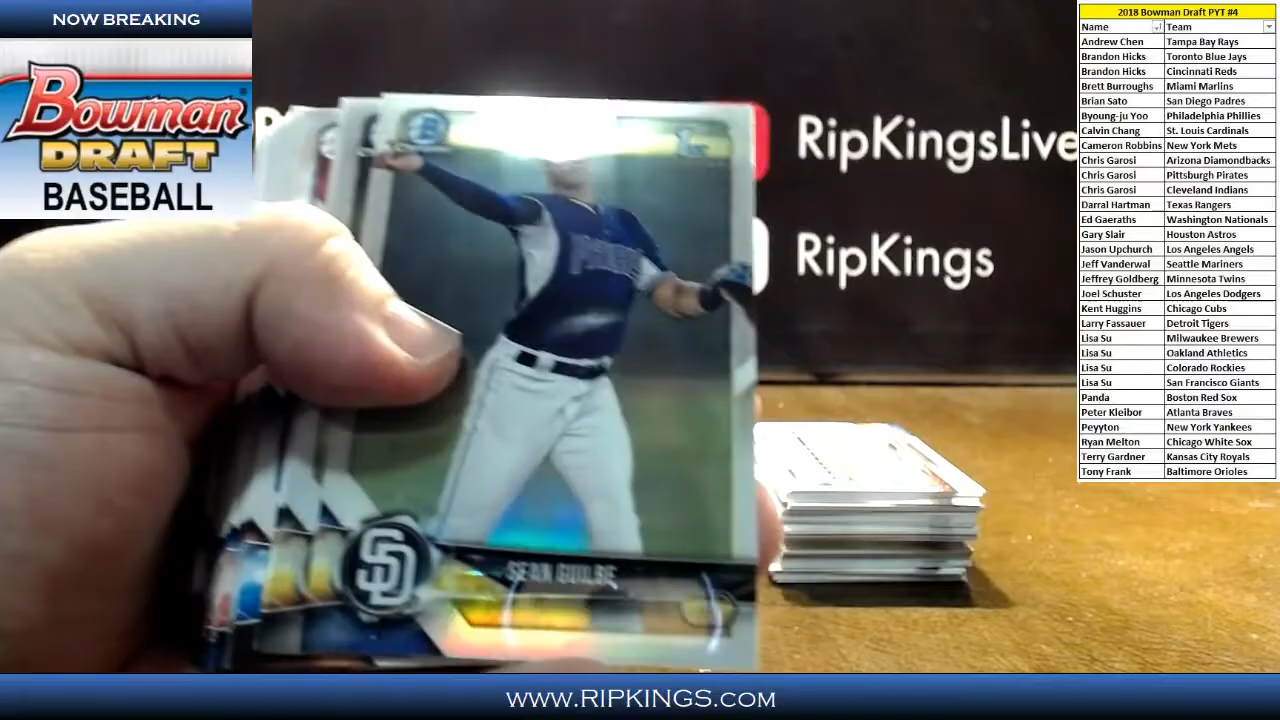 NOW BREAKING
Bowman
DRAFT
BASEBALL
RipKingsLive
RipKings
B
1st
PADRES
SD
SEAN GUILBE
www.RIPKINGS.com
2018 Bowman Draft PYT #4
Name Team
Andrew Chen Tampa Bay Rays
Brandon Hicks Toronto Blue Jays
Brandon Hicks Cincinnati Reds
Brett Burroughs Miami Marlins
Brian Sato San Diego Padres
Byoung-ju Yoo Philadelphia Phillies
Calvin Chang St. Louis Cardinals
Cameron Robbins New York Mets
Chris Garosi Arizona Diamondbacks
Chris Garosi Pittsburgh Pirates
Chris Garosi Cleveland Indians
Darral Hartman Texas Rangers
Ed Gaeraths Washington Nationals
Gary Slair Houston Astros
Jason Upchurch Los Angeles Angels
Jeff Vanderwal Seattle Mariners
Jeffrey Goldberg Minnesota Twins
Joel Schuster Los Angeles Dodgers
Kent Huggins Chicago Cubs
Larry Fassauer Detroit Tigers
Lisa Su Milwaukee Brewers
Lisa Su Oakland Athletics
Lisa Su Colorado Rockies
Lisa Su San Francisco Giants
Panda Boston Red Sox
Peter Kleibor Atlanta Braves
Peyyton New York Yankees
Ryan Melton Chicago White Sox
Terry Gardner Kansas City Royals
Tony Frank Baltimore Orioles